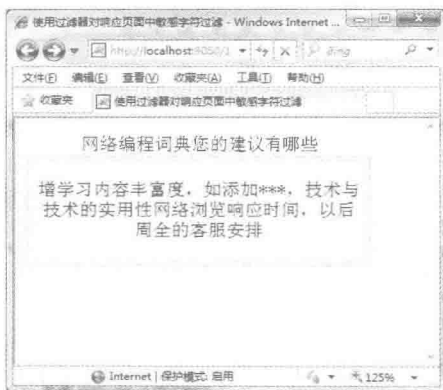 使用过滤器对响应页面中敏感字符过滤 - Windows Internet ...
http://localhost:
文件(F) 编辑(E) 查看(V) 收藏夹(A) 工具(T) 帮助(H)
收藏夹 使用过滤器对响应页面中敏感字符过滤
网络编程词典您的建议有哪些
增学习内容丰富度，如添加***，技术与
技术的实用性网络浏览响应时间，以后
周全的客服安排
Internet | 保护模式: 启用 125%